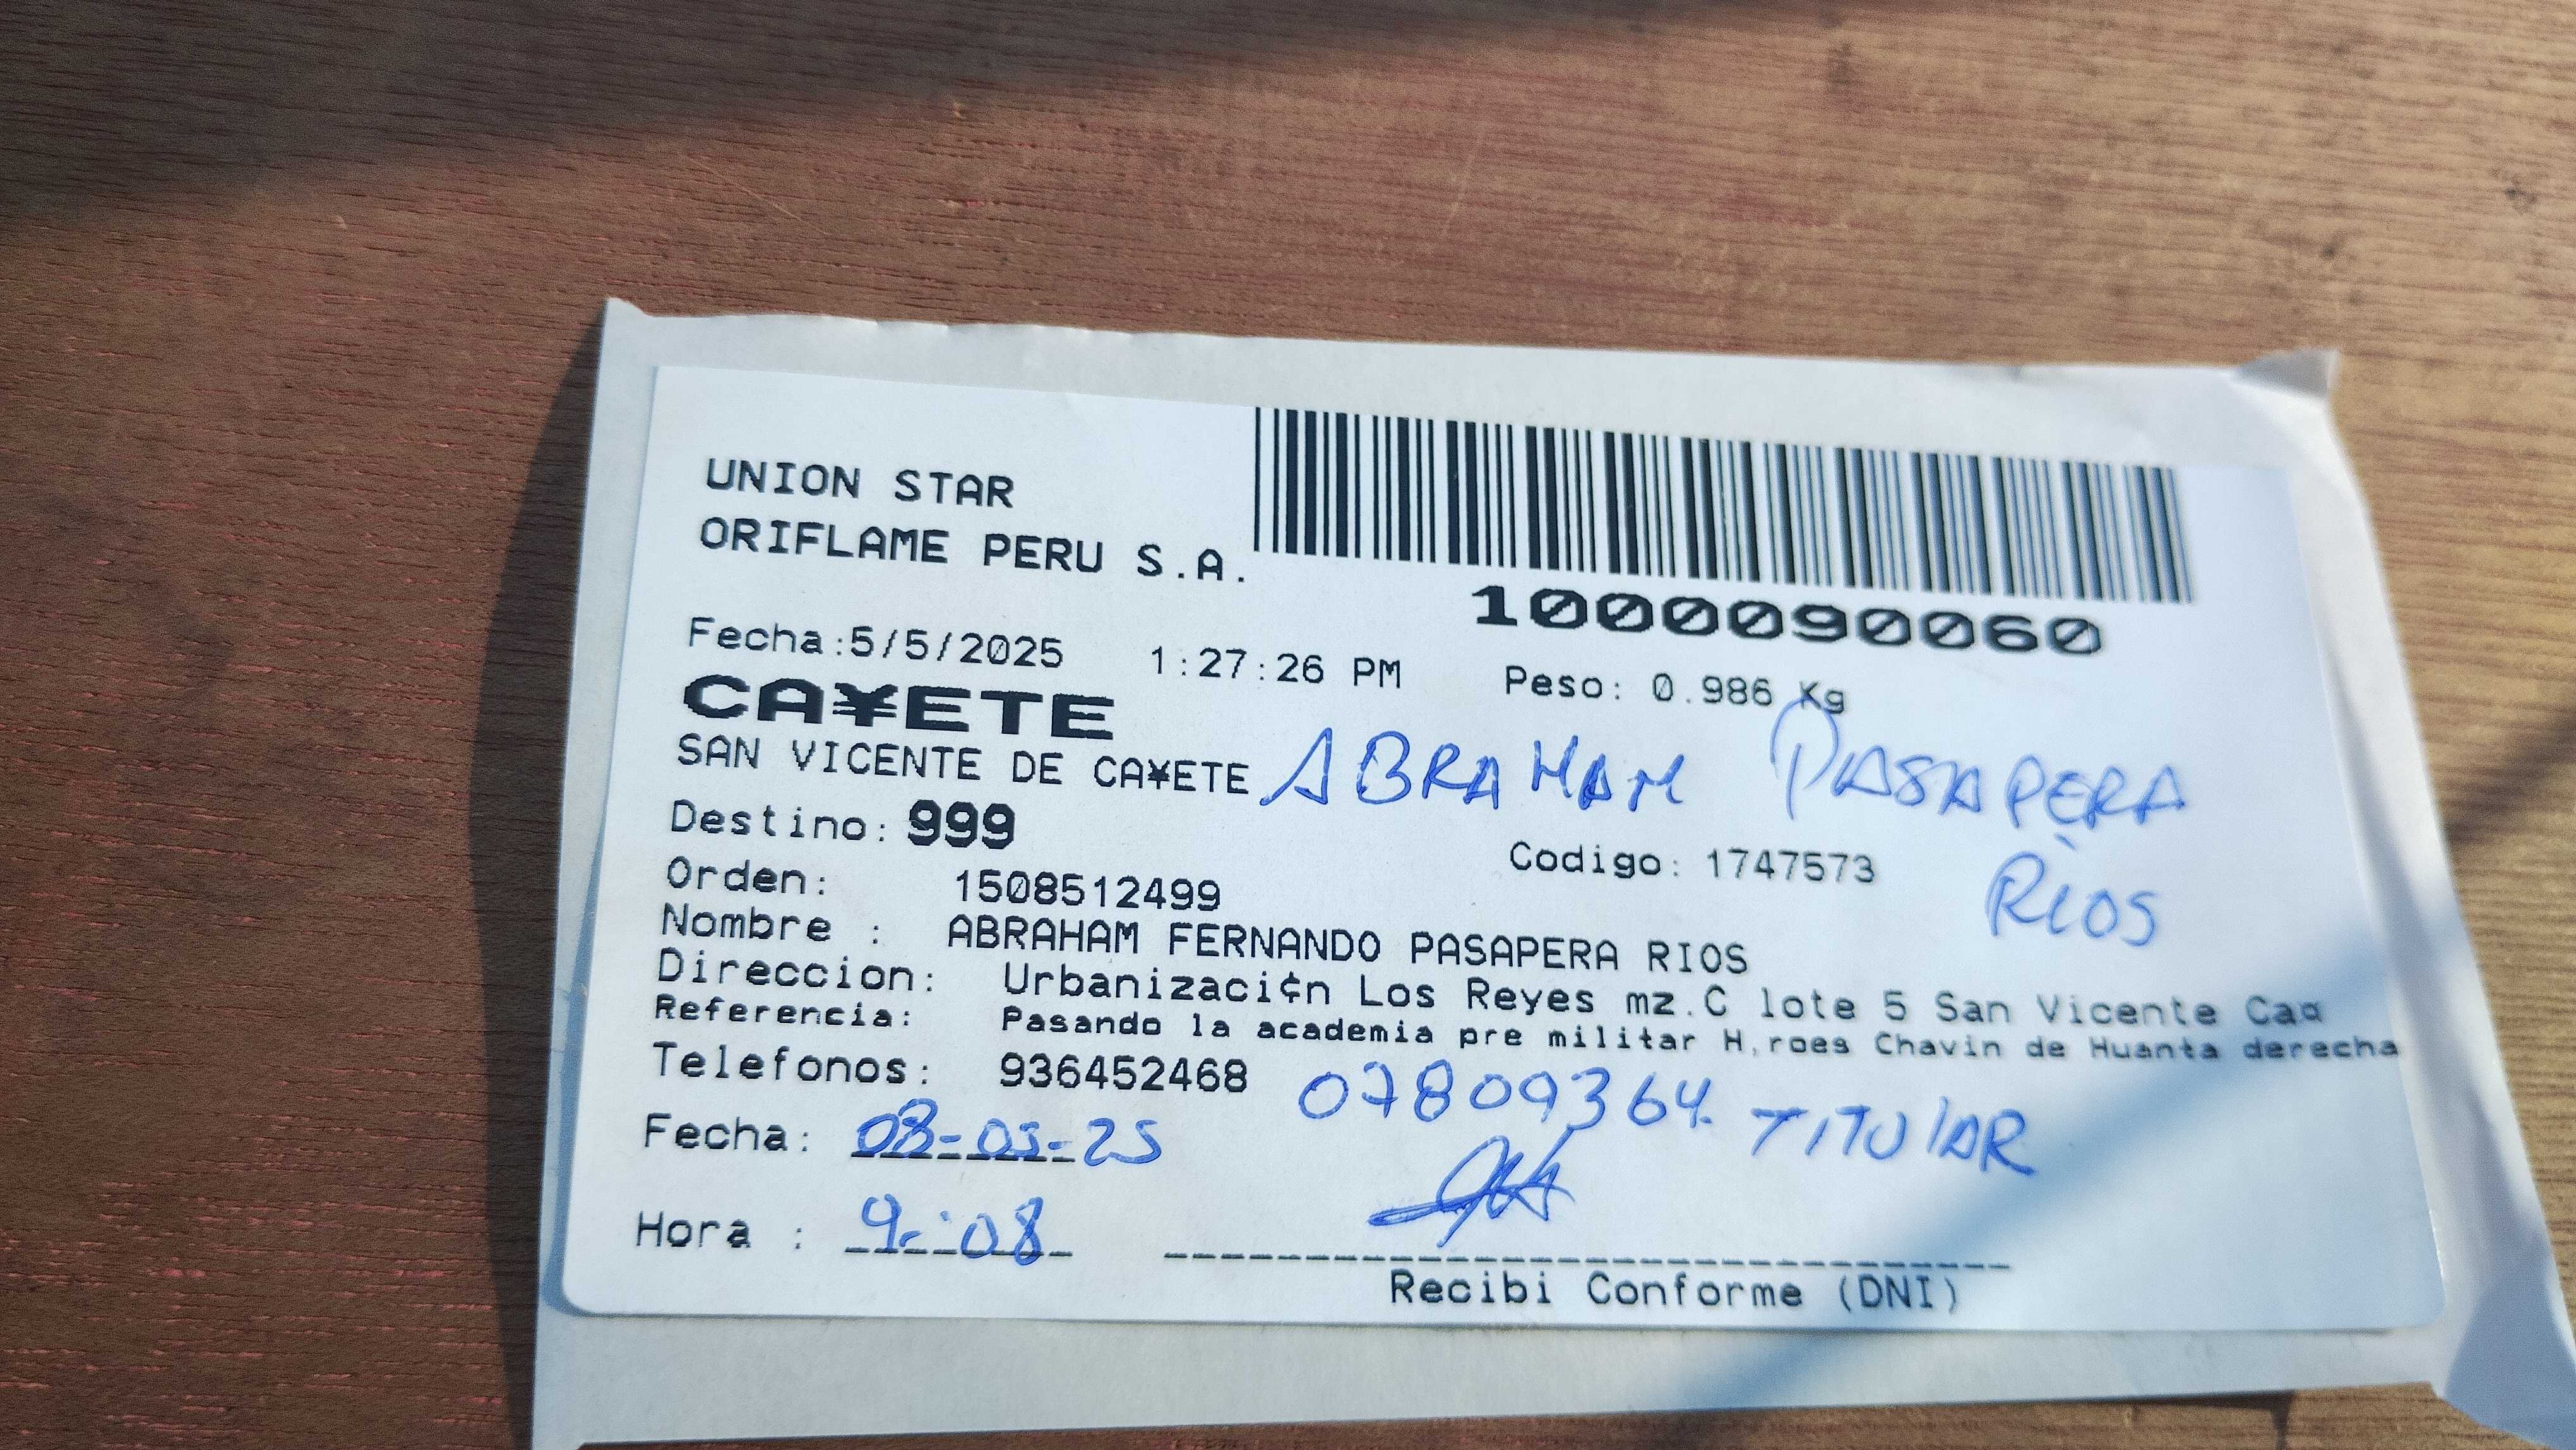 UNION STAR
ORIFLAME PERU S.A.
1000090060
Fecha:5/5/2025 1:27:26 PM Peso: 0.986 Kg
CA¥ETE
SAN VICENTE DE CA¥ETE ABRAHAM PASAPERA
RIOS
Destino: 999
Codigo: 1747573
Orden: 1508512499
Nombre : ABRAHAM FERNANDO PASAPERA RIOS
Direccion: Urbanizaci¢n Los Reyes mz.C lote 5 San Vicente Caa
Referencia: Pasando la academia pre militar H,roes Chavin de Huanta derecha
Telefonos: 936452468 07809364. TITULAR
Fecha: 08-05-25
Hora : 9:08
Recibi Conforme (DNI)